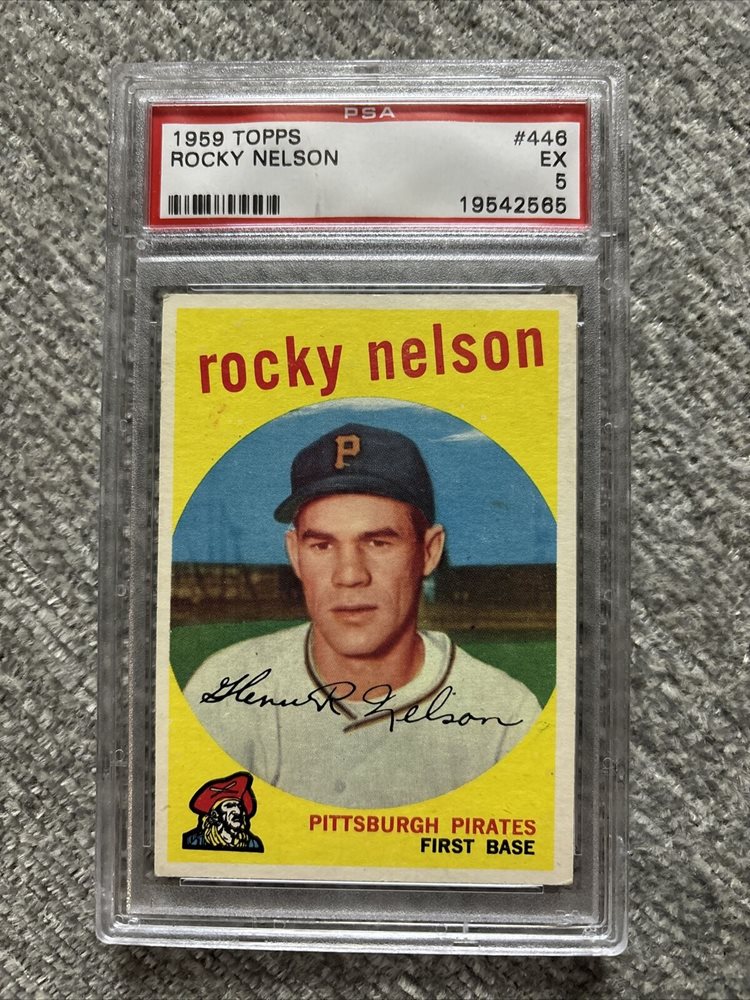 PSA
1959 TOPPS #446
ROCKY NELSON EX
5
19542565
rocky nelson
P
Glenn R Nelson
PITTSBURGH PIRATES
FIRST BASE